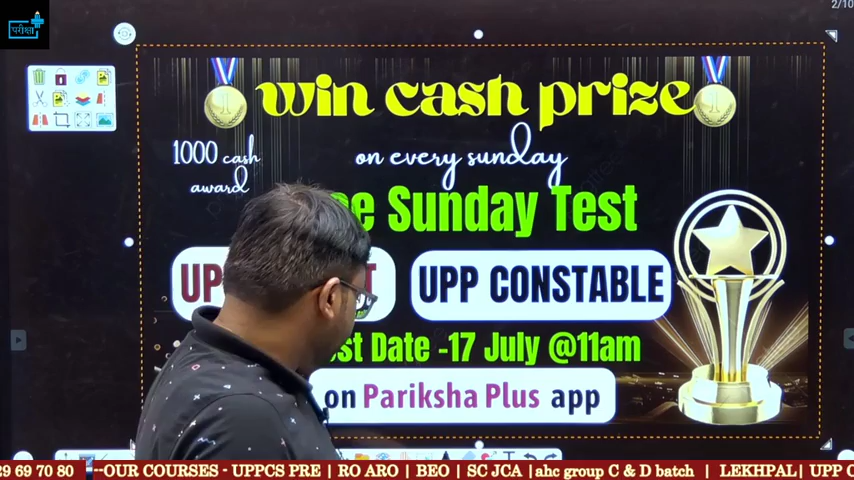 2/10
परीक्षा
win cash prize
1000 cash
award
on every sunday
Sunday Test
UPP CONSTABLE
Date -17 July @11am
on Pariksha Plus app
29 69 70 80 --OUR COURSES - UPPCS PRE | RO ARO | BEO | SC JCA |ahc group C & D batch | LEKHPAL| UPP C